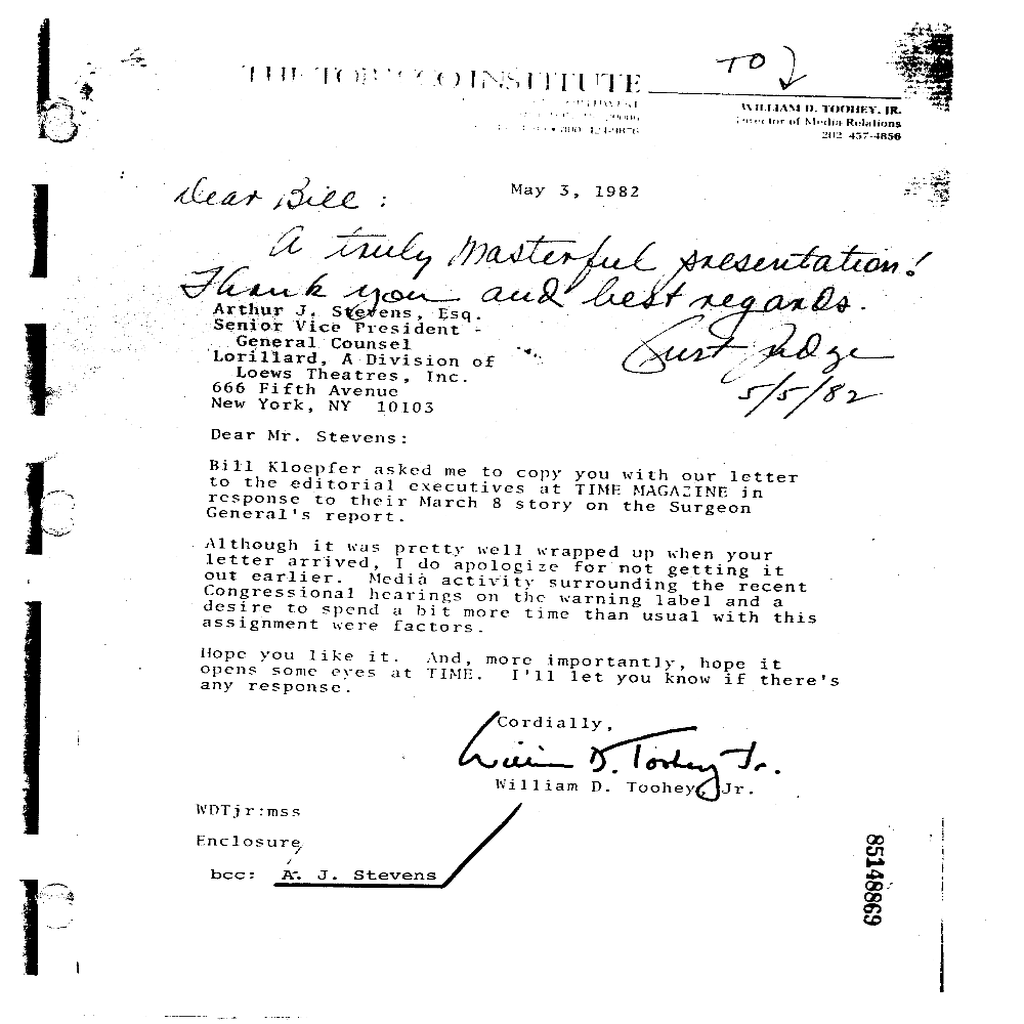 THE TOBACCO INSTITUTE
TO
WILLIAM D. TOOHEY, JR.
Director of Media Relations
202 457-4856
May 3, 1982
Dear Bill :
A truly Masterful presentation!
Thank you and best regards.
Curt Judge
5/5/82
Arthur J. Stevens, Esq.
Senior Vice President -
General Counsel
Lorillard, A Division of
Loews Theatres, Inc.
666 Fifth Avenue
New York, NY 10103
Dear Mr. Stevens:
Bill Kloepfer asked me to copy you with our letter
to the editorial executives at TIME MAGAZINE in
response to their March 8 story on the Surgeon
General's report.
Although it was pretty well wrapped up when your
letter arrived, I do apologize for not getting it
out earlier. Media activity surrounding the recent
Congressional hearings on the warning label and a
desire to spend a bit more time than usual with this
assignment were factors.
Hope you like it. And, more importantly, hope it
opens some eyes at TIME. I'll let you know if there's
any response.
Cordially,
William D. Toohey Jr.
William D. Toohey, Jr.
WDTjr:mss
Enclosure
bcc: A. J. Stevens
85148869